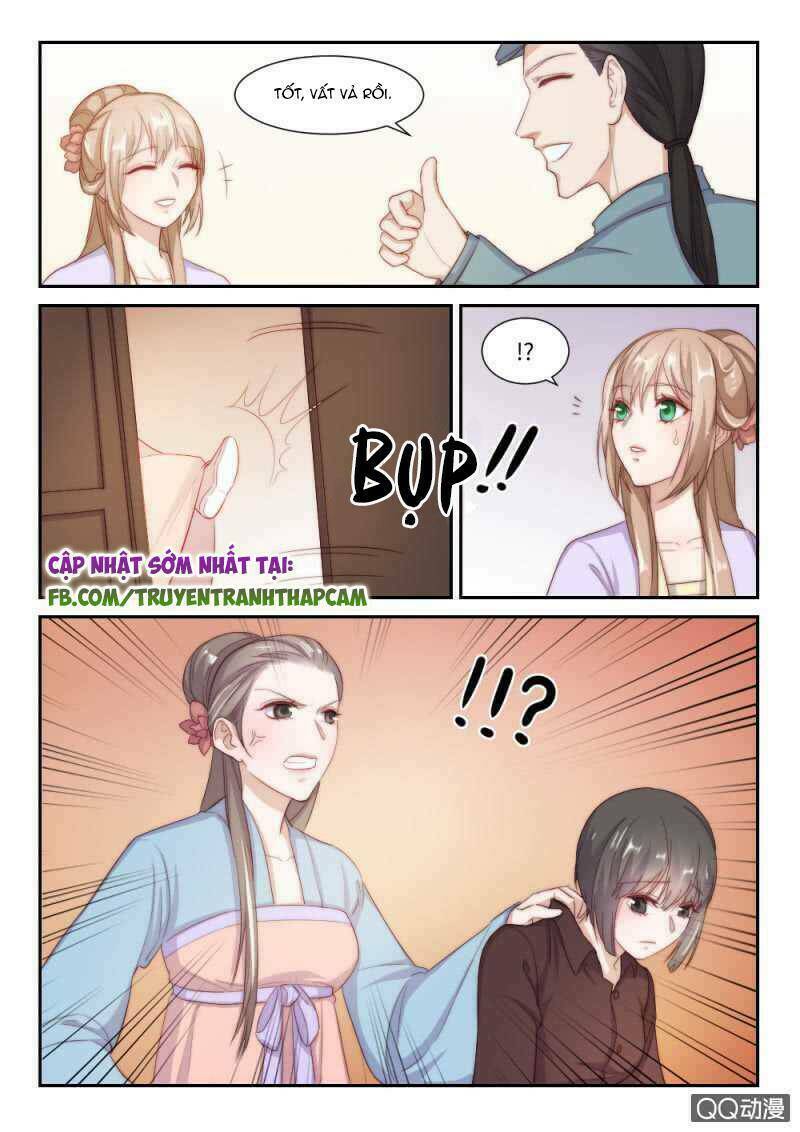 TỐT, VẤT VẢ RỒI.
!?
BỤP!!
CẬP NHẬT SỚM NHẤT TẠI:
FB.COM/TRUYENTRANHTHAPCAM
!!?
QQ动漫